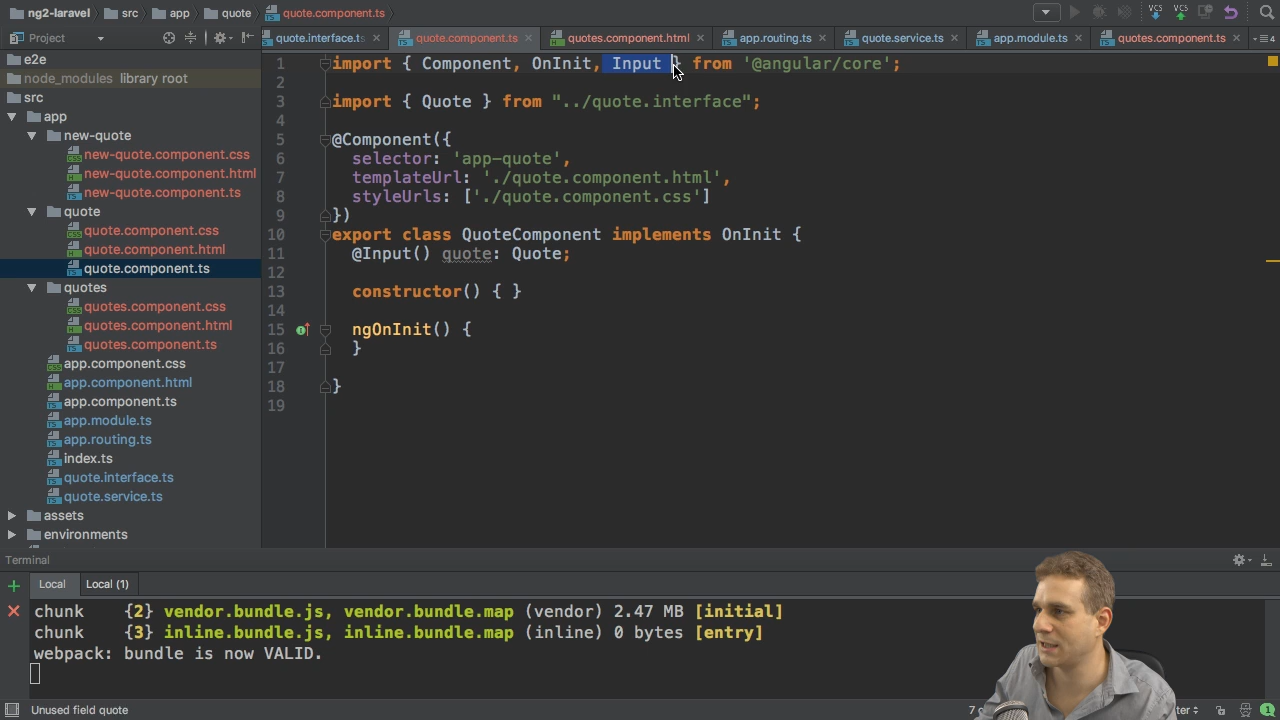 ng2-laravel src app quote quote.component.ts
Project
quote.interface.ts quote.component.ts quotes.component.html app.routing.ts quote.service.ts app.module.ts quotes.component.ts
e2e
node_modules library root
src
app
new-quote
new-quote.component.css
new-quote.component.html
new-quote.component.ts
quote
quote.component.css
quote.component.html
quote.component.ts
quotes
quotes.component.css
quotes.component.html
quotes.component.ts
app.component.css
app.component.html
app.component.ts
app.module.ts
app.routing.ts
index.ts
quote.interface.ts
quote.service.ts
assets
environments
VCS VCS
4
1 import { Component, OnInit, Input } from '@angular/core';
2
3 import { Quote } from "../quote.interface";
4
5 @Component({
6 selector: 'app-quote',
7 templateUrl: './quote.component.html',
8 styleUrls: ['./quote.component.css']
9 })
10 export class QuoteComponent implements OnInit {
11 @Input() quote: Quote;
12
13 constructor() { }
14
15 ngOnInit() {
16 }
17
18 }
19
Terminal
Local Local (1)
chunk {2} vendor.bundle.js, vendor.bundle.map (vendor) 2.47 MB [initial]
chunk {3} inline.bundle.js, inline.bundle.map (inline) 0 bytes [entry]
webpack: bundle is now VALID.
Unused field quote
1